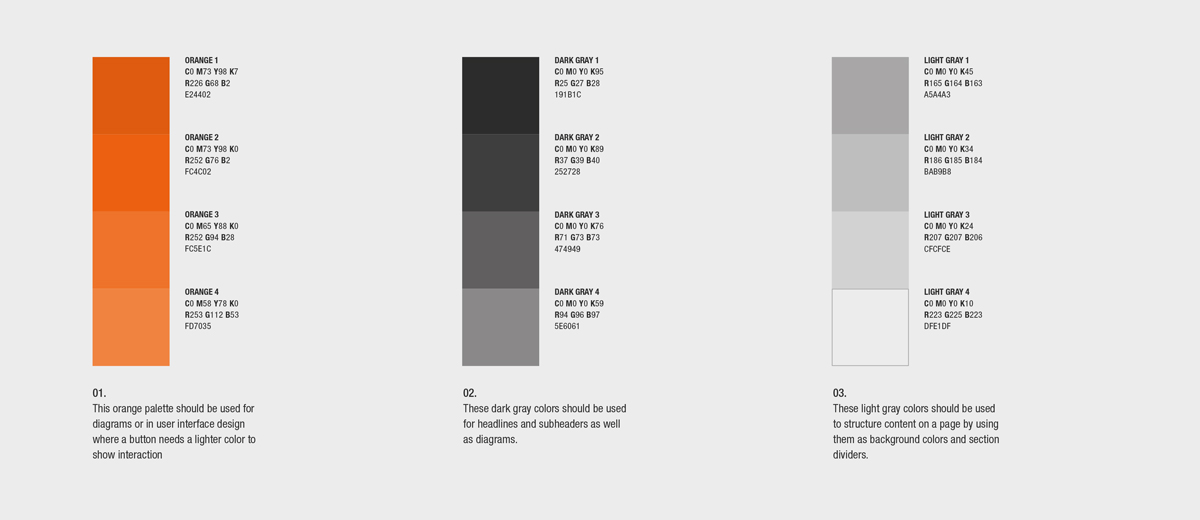 ORANGE 1
C0 M73 Y98 K7
R226 G68 B2
E24402
ORANGE 2
C0 M73 Y98 K0
R252 G76 B2
FC4C02
ORANGE 3
C0 M65 Y88 K0
R252 G94 B28
FC5E1C
ORANGE 4
C0 M58 Y78 K0
R253 G112 B53
FD7035
01.
This orange palette should be used for
diagrams or in user interface design
where a button needs a lighter color to
show interaction
DARK GRAY 1
C0 M0 Y0 K95
R25 G27 B28
191B1C
DARK GRAY 2
C0 M0 Y0 K89
R37 G39 B40
252728
DARK GRAY 3
C0 M0 Y0 K76
R71 G73 B73
474949
DARK GRAY 4
C0 M0 Y0 K59
R94 G96 B97
5E6061
02.
These dark gray colors should be used
for headlines and subheaders as well
as diagrams.
LIGHT GRAY 1
C0 M0 Y0 K45
R165 G164 B163
A5A4A3
LIGHT GRAY 2
C0 M0 Y0 K34
R186 G185 B184
BAB9B8
LIGHT GRAY 3
C0 M0 Y0 K24
R207 G207 B206
CFCFCE
LIGHT GRAY 4
C0 M0 Y0 K10
R223 G225 B223
DFE1DF
03.
These light gray colors should be used
to structure content on a page by using
them as background colors and section
dividers.